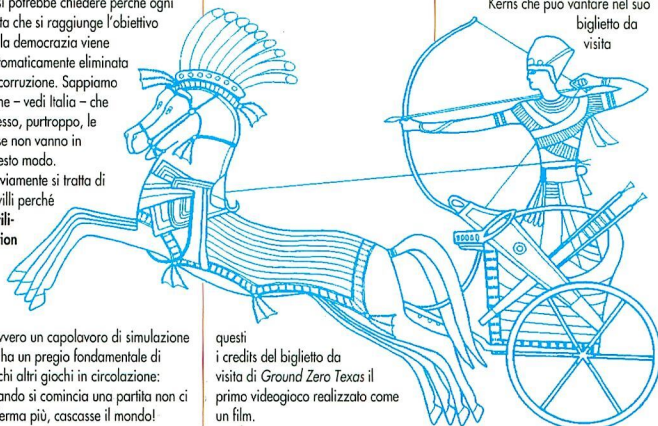 si potrebbe chiedere perché ogni
ta che si raggiunge l'obiettivo
la democrazia viene
tomaticamente eliminata
corruzione. Sappiamo
ne – vedi Italia – che
esso, purtroppo, le
se non vanno in
esto modo.
viamente si tratta di
villi perché
ili-
tion
vvero un capolavoro di simulazione
ha un pregio fondamentale di
chi altri giochi in circolazione:
ando si comincia una partita non ci
erma più, cascasse il mondo!
questi
i credits del biglietto da
visita di Ground Zero Texas il
primo videogioco realizzato come
un film.
Kerns che può vantare nel suo
biglietto da
visita